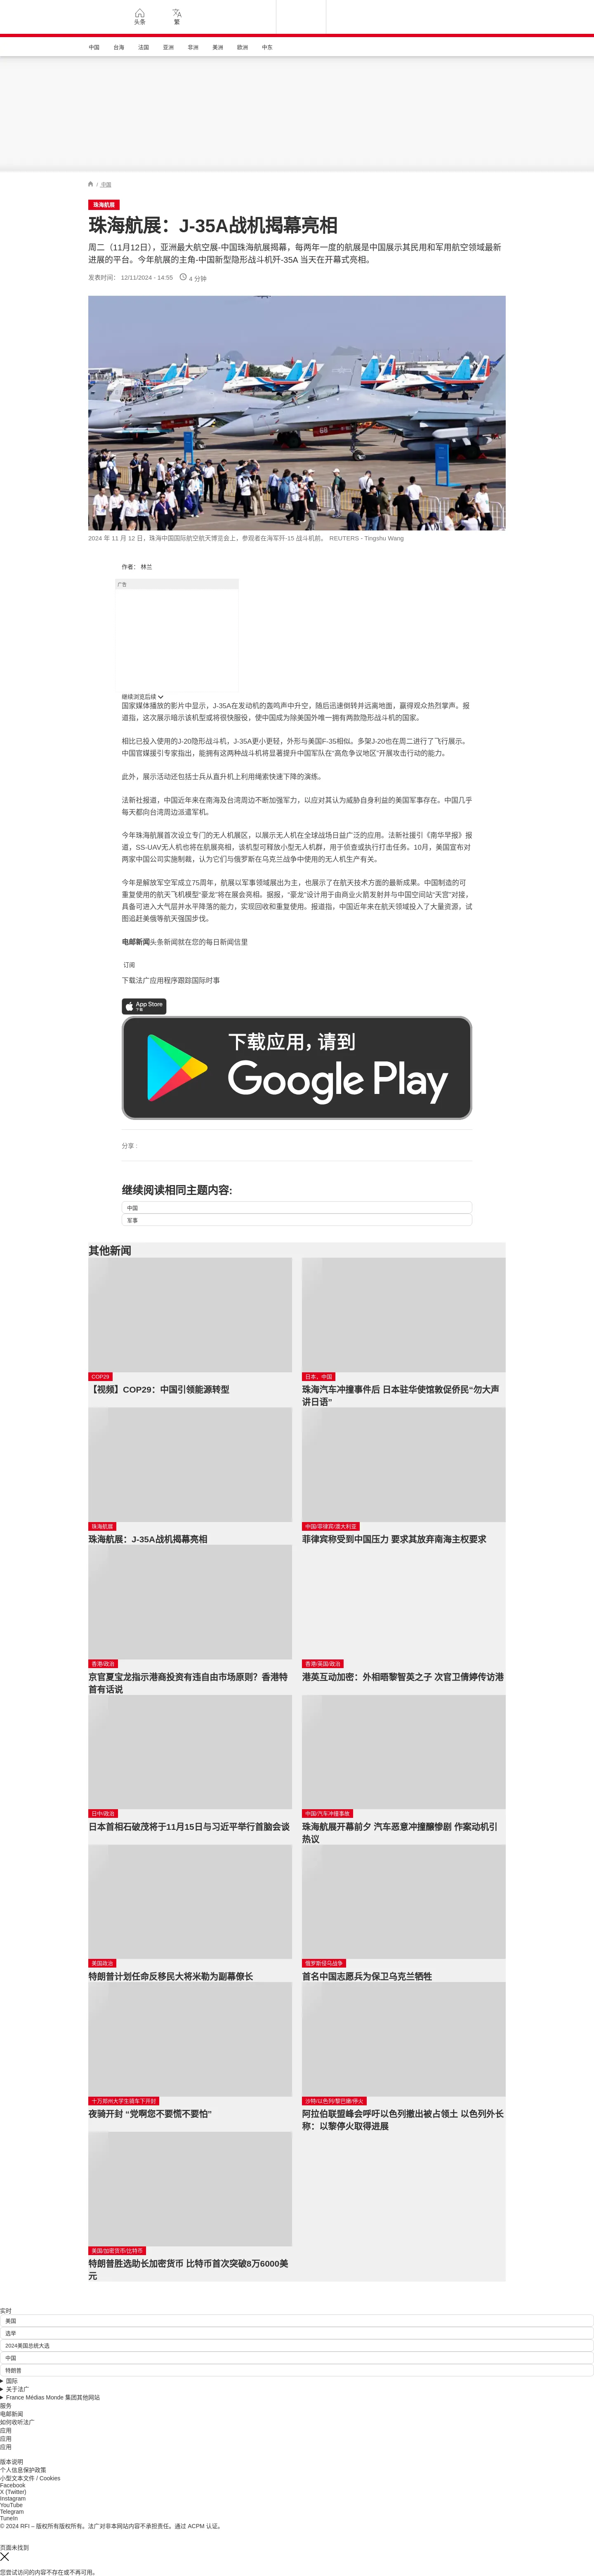 头条
繁
中国
台海
法国
亚洲
非洲
美洲
欧洲
中东
/ 中国
珠海航展
珠海航展：J-35A战机揭幕亮相
周二（11月12日），亚洲最大航空展-中国珠海航展揭幕，每两年一度的航展是中国展示其民用和军用航空领域最新
进展的平台。今年航展的主角-中国新型隐形战斗机歼-35A 当天在开幕式亮相。
发表时间： 12/11/2024 - 14:55
4 分钟
68
2024 年 11 月 12 日，珠海中国国际航空航天博览会上，参观者在海军歼-15 战斗机前。 REUTERS - Tingshu Wang
作者： 林兰
广告
继续浏览后续
国家媒体播放的影片中显示，J-35A在发动机的轰鸣声中升空，随后迅速倒转并远离地面，赢得观众热烈掌声。报
道指，这次展示暗示该机型或将很快服役，使中国成为除美国外唯一拥有两款隐形战斗机的国家。
相比已投入使用的J-20隐形战斗机，J-35A更小更轻，外形与美国F-35相似。多架J-20也在周二进行了飞行展示。
中国官媒援引专家指出，能拥有这两种战斗机将显著提升中国军队在“高危争议地区”开展攻击行动的能力。
此外，展示活动还包括士兵从直升机上利用绳索快速下降的演练。
法新社报道，中国近年来在南海及台湾周边不断加强军力，以应对其认为威胁自身利益的美国军事存在。中国几乎
每天都向台湾周边派遣军机。
今年珠海航展首次设立专门的无人机展区，以展示无人机在全球战场日益广泛的应用。法新社援引《南华早报》报
道，SS-UAV无人机也将在航展亮相，该机型可释放小型无人机群，用于侦查或执行打击任务。10月，美国宣布对
两家中国公司实施制裁，认为它们与俄罗斯在乌克兰战争中使用的无人机生产有关。
今年是解放军空军成立75周年，航展以军事领域展出为主，也展示了在航天技术方面的最新成果。中国制造的可
重复使用的航天飞机模型“豪龙”将在展会亮相。据报，“豪龙”设计用于由商业火箭发射并与中国空间站“天宫”对接，
具备可进入大气层并水平降落的能力，实现回收和重复使用。报道指，中国近年来在航天领域投入了大量资源，试
图追赶美俄等航天强国步伐。
电邮新闻头条新闻就在您的每日新闻信里
订阅
下载法广应用程序跟踪国际时事
App Store
下载
下载应用，请到
Google Play
分享 :
继续阅读相同主题内容:
中国
军事
其他新闻
COP29
【视频】COP29：中国引领能源转型
日本、中国
珠海汽车冲撞事件后 日本驻华使馆敦促侨民“勿大声
讲日语”
珠海航展
珠海航展：J-35A战机揭幕亮相
中国/菲律宾/澳大利亚
菲律宾称受到中国压力 要求其放弃南海主权要求
香港/政治
京官夏宝龙指示港商投资有违自由市场原则？香港特
首有话说
香港/英国/政治
港英互动加密：外相晤黎智英之子 次官卫倩婷传访港
日中/政治
日本首相石破茂将于11月15日与习近平举行首脑会谈
中国/汽车冲撞事故
珠海航展开幕前夕 汽车恶意冲撞酿惨剧 作案动机引
热议
美国政治
特朗普计划任命反移民大将米勒为副幕僚长
俄罗斯侵乌战争
首名中国志愿兵为保卫乌克兰牺牲
十万郑州大学生骑车下开封
夜骑开封 “党啊您不要慌不要怕”
沙特/以色列/黎巴嫩/停火
阿拉伯联盟峰会呼吁以色列撤出被占领土 以色列外长
称：以黎停火取得进展
美国/加密货币/比特币
特朗普胜选助长加密货币 比特币首次突破8万6000美
元
实时
美国
选举
2024美国总统大选
中国
特朗普
国际
关于法广
France Médias Monde 集团其他网站
服务
电邮新闻
如何收听法广
应用
应用
应用
版本说明
个人信息保护政策
小型文本文件 / Cookies
Facebook
X (Twitter)
Instagram
YouTube
Telegram
TuneIn
© 2024 RFI – 版权所有版权所有。法广对非本网站内容不承担责任。通过 ACPM 认证。
页面未找到
您尝试访问的内容不存在或不再可用。